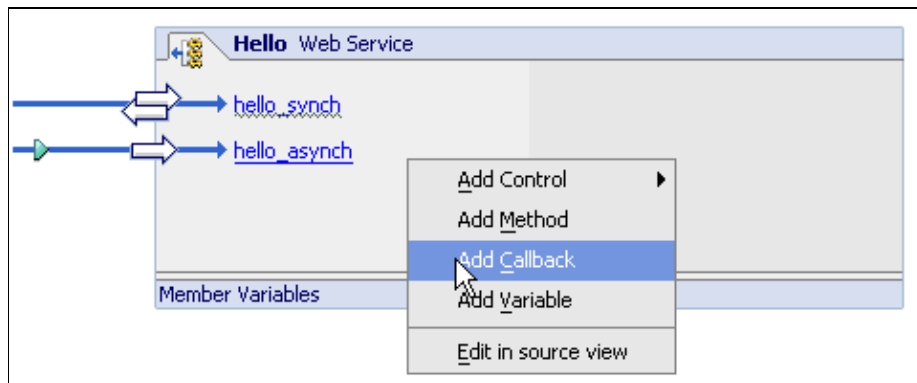 Hello Web Service
hello_synch
hello_asynch
Add Control
Add Method
Add Callback
Add Variable
Edit in source view
Member Variables